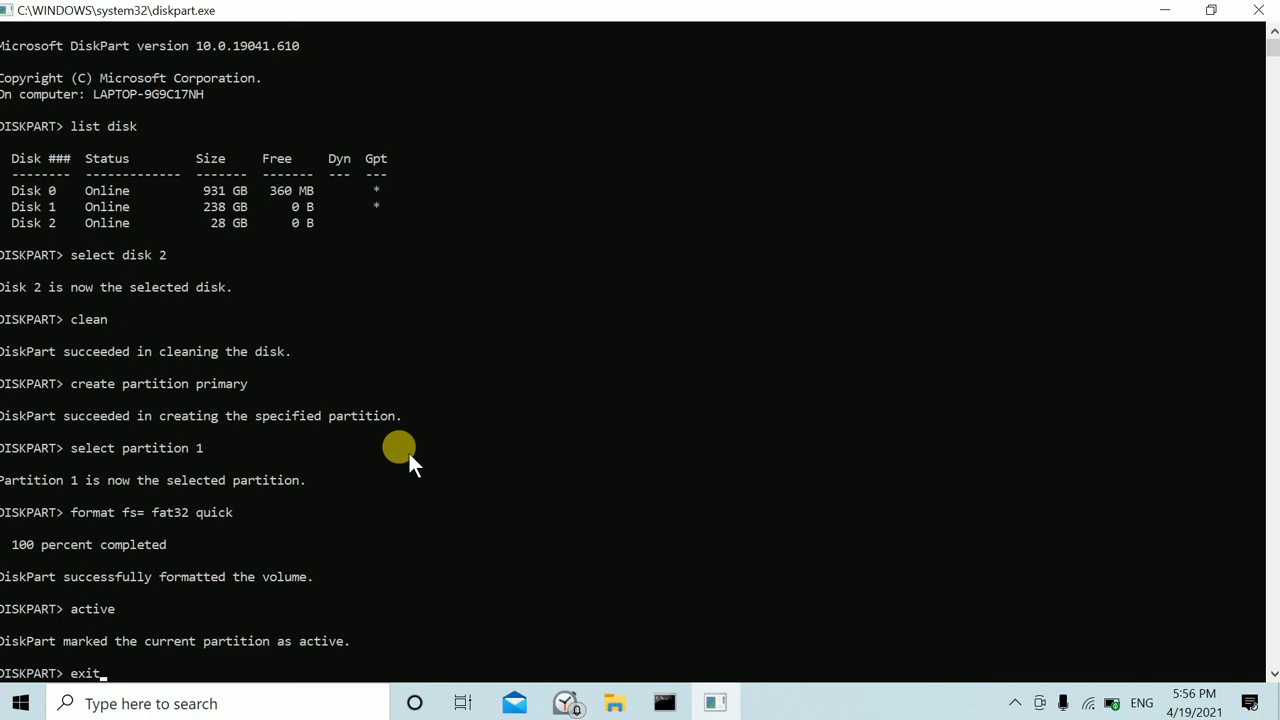 C:\WINDOWS\system32\diskpart.exe
Microsoft DiskPart version 10.0.19041.610
Copyright (C) Microsoft Corporation.
On computer: LAPTOP-9G9C17NH
DISKPART> list disk
Disk ### Status Size Free Dyn Gpt
-------- ------------- ------- ------- --- ---
Disk 0 Online 931 GB 360 MB *
Disk 1 Online 238 GB 0 B *
Disk 2 Online 28 GB 0 B
DISKPART> select disk 2
Disk 2 is now the selected disk.
DISKPART> clean
DiskPart succeeded in cleaning the disk.
DISKPART> create partition primary
DiskPart succeeded in creating the specified partition.
DISKPART> select partition 1
Partition 1 is now the selected partition.
DISKPART> format fs= fat32 quick
100 percent completed
DiskPart successfully formatted the volume.
DISKPART> active
DiskPart marked the current partition as active.
DISKPART> exit_
Type here to search
ENG
5:56 PM
4/19/2021